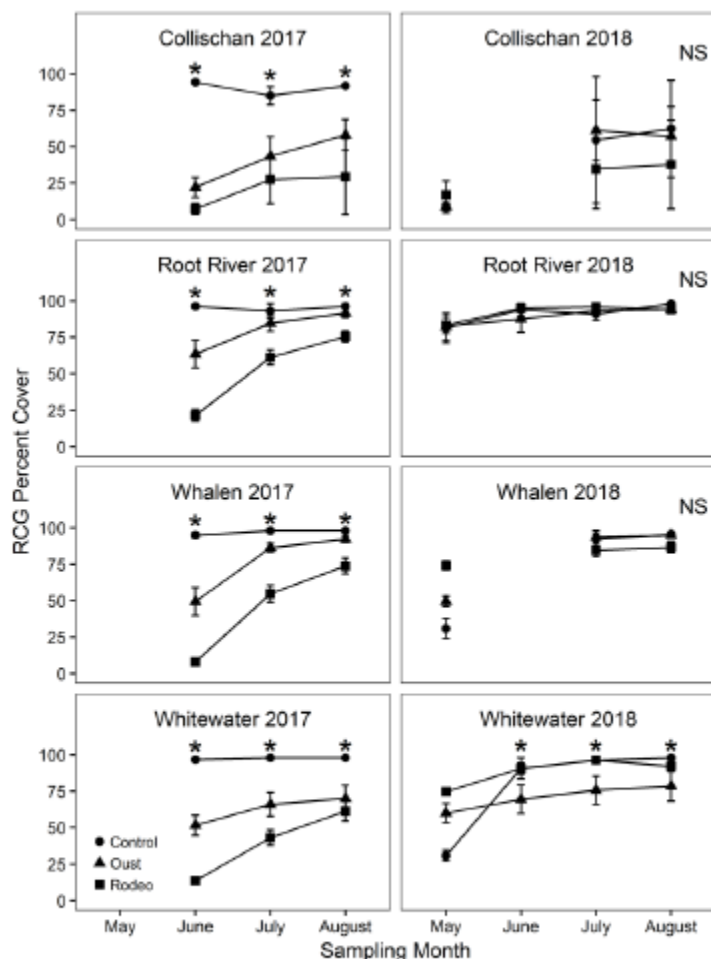 Collischan 2017
Collischan 2018
* * *
NS
100
75
50
25
0
Root River 2017
Root River 2018
* * *
NS
100
75
50
25
0
Whalen 2017
Whalen 2018
* * *
NS
100
75
50
25
0
Whitewater 2017
Whitewater 2018
* * *
* * *
100
75
50
25
0
Control
Oust
Rodeo
May June July August
May June July August
RCG Percent Cover
Sampling Month